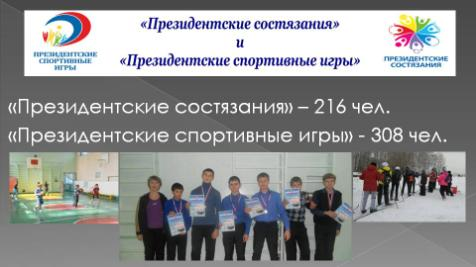 ПРЕЗИДЕНТСКИЕ
СПОРТИВНЫЕ
ИГРЫ
«Президентские состязания»
и
«Президентские спортивные игры»
ПРЕЗИДЕНТСКИЕ
СОСТЯЗАНИЯ
«Президентские состязания» – 216 чел.
«Президентские спортивные игры» - 308 чел.